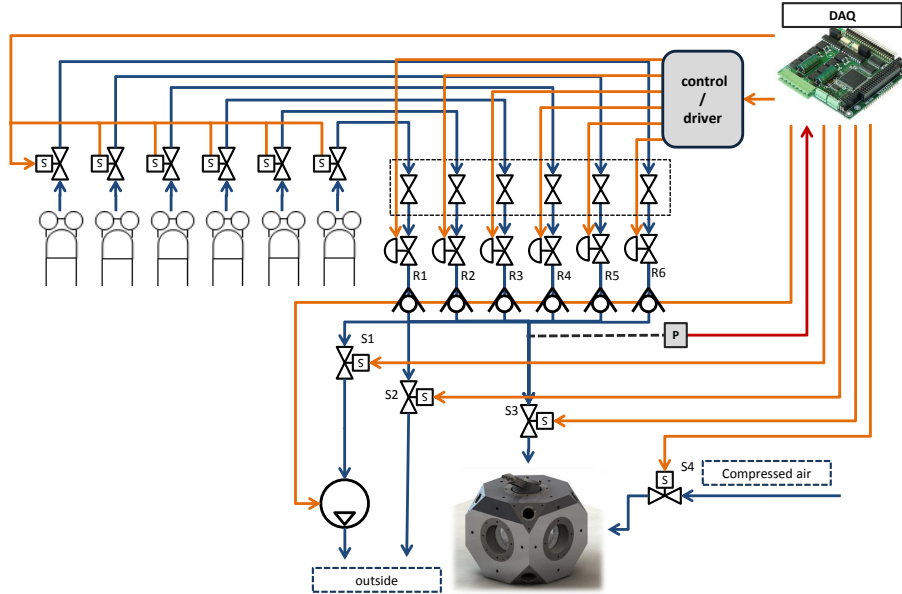 DAQ
control
/
driver
S
S
S
S
S
S
R1
R2
R3
R4
R5
R6
P
S1
S
S2
S
S3
S
S4
S
Compressed air
outside